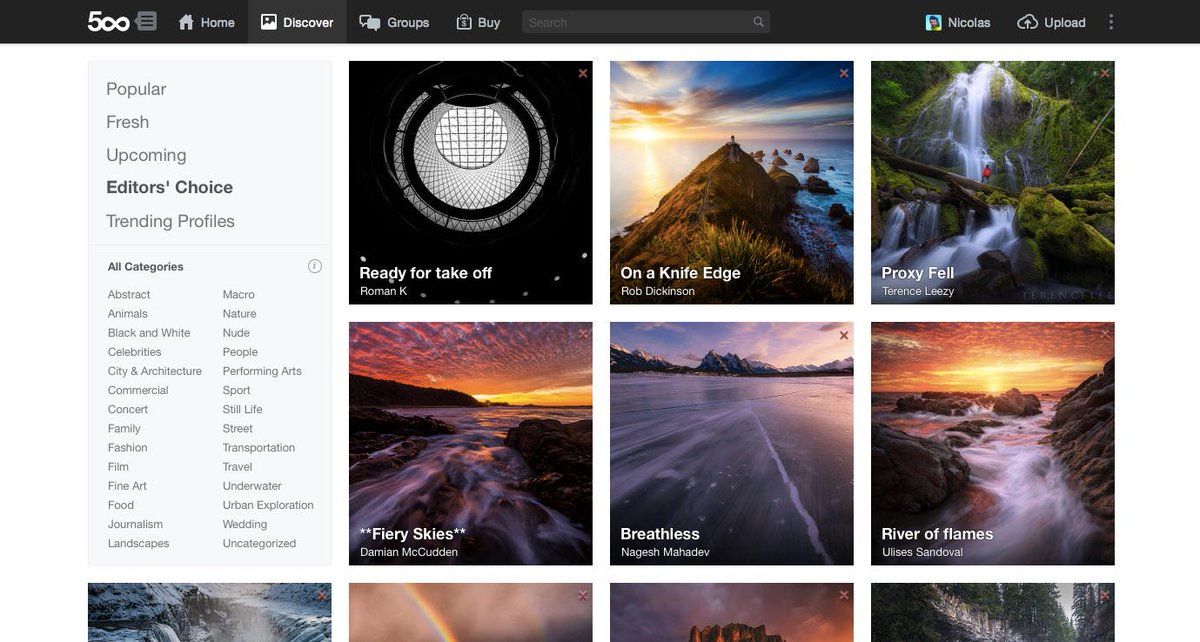 500
Home
Discover
Groups
Buy
Search
Nicolas
Upload
Popular
Fresh
Upcoming
Editors' Choice
Trending Profiles
All Categories
i
Abstract
Animals
Black and White
Celebrities
City & Architecture
Commercial
Concert
Family
Fashion
Film
Fine Art
Food
Journalism
Landscapes
Macro
Nature
Nude
People
Performing Arts
Sport
Still Life
Street
Transportation
Travel
Underwater
Urban Exploration
Wedding
Uncategorized
Ready for take off
Roman K
On a Knife Edge
Rob Dickinson
Proxy Fell
Terence Leezy
**Fiery Skies**
Damian McCudden
Breathless
Nagesh Mahadev
River of flames
Ulises Sandoval